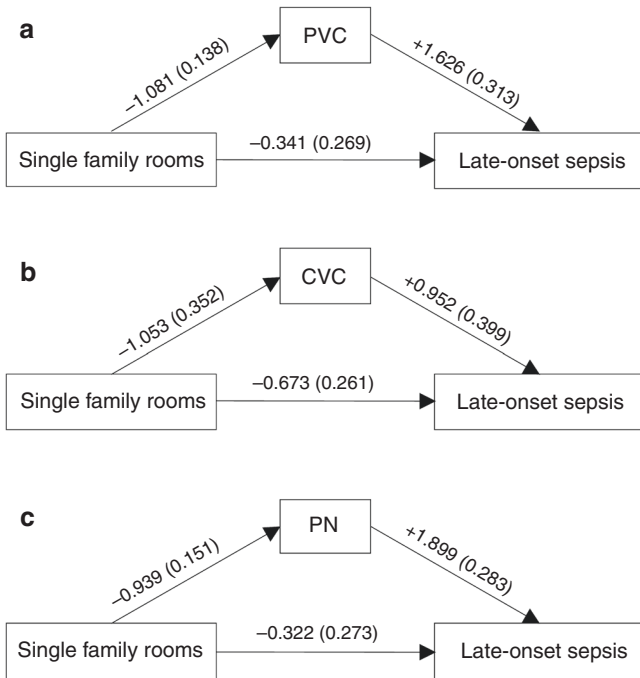 a
PVC
–1.081 (0.138)
+1.626 (0.313)
Single family rooms
–0.341 (0.269)
Late-onset sepsis
b
CVC
–1.053 (0.352)
+0.952 (0.399)
Single family rooms
–0.673 (0.261)
Late-onset sepsis
c
PN
–0.939 (0.151)
+1.899 (0.283)
Single family rooms
–0.322 (0.273)
Late-onset sepsis